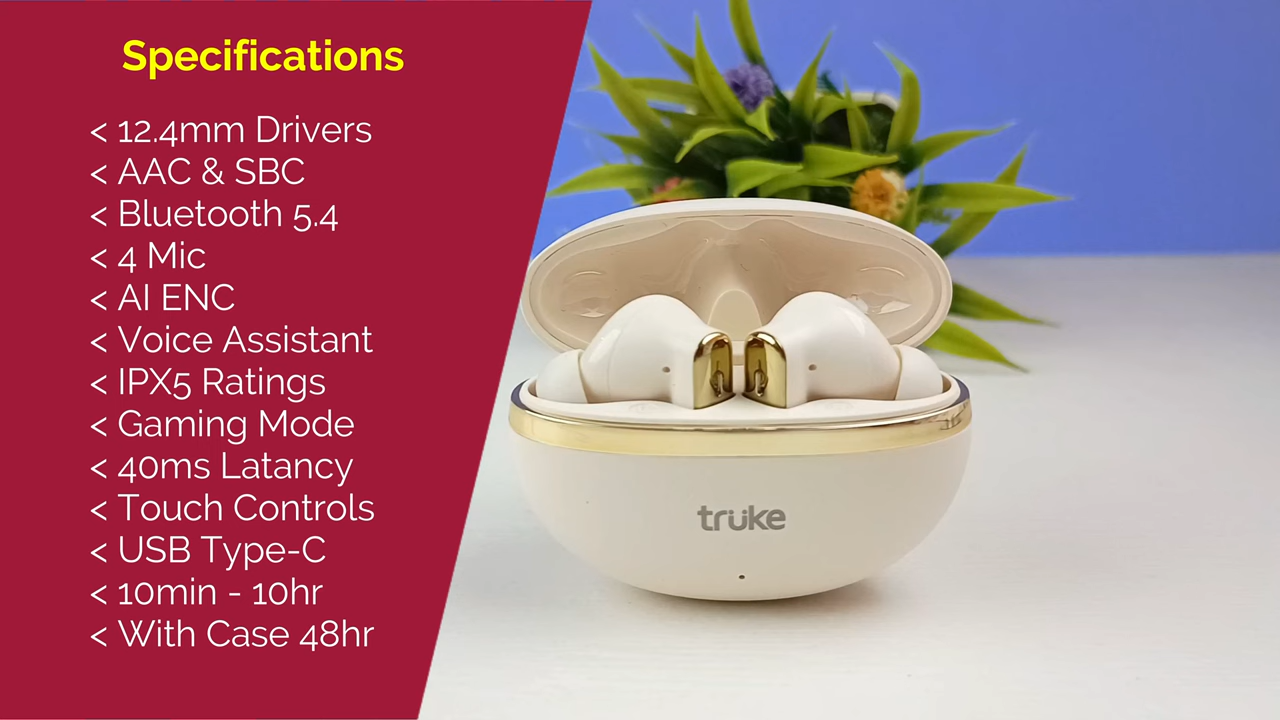 Specifications
< 12.4mm Drivers
< AAC & SBC
< Bluetooth 5.4
< 4 Mic
< AI ENC
< Voice Assistant
< IPX5 Ratings
< Gaming Mode
< 40ms Latancy
< Touch Controls
< USB Type-C
< 10min - 10hr
< With Case 48hr
truke